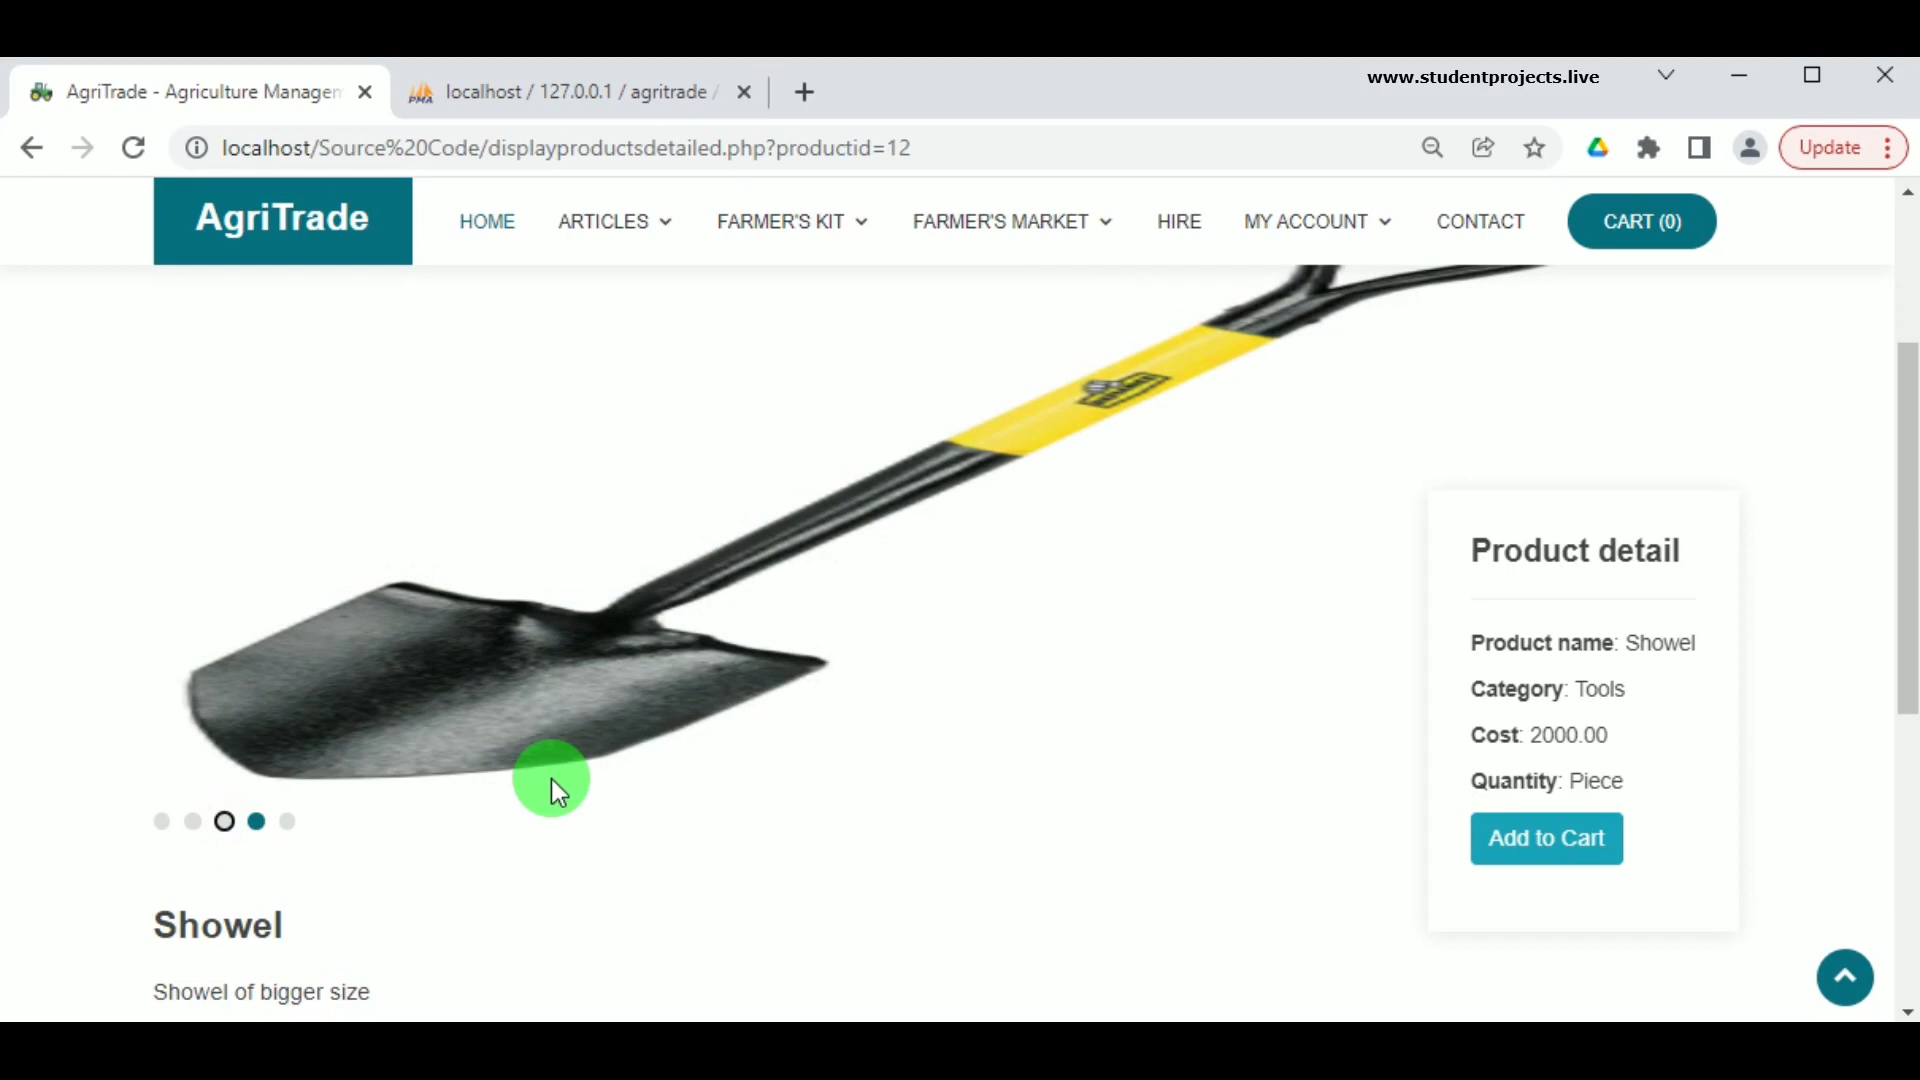 www.studentprojects.live
AgriTrade - Agriculture Managen
localhost / 127.0.0.1 / agritrade /
localhost/Source%20Code/displayproductsdetailed.php?productid=12
Update
AgriTrade
HOME
ARTICLES
FARMER'S KIT
FARMER'S MARKET
HIRE
MY ACCOUNT
CONTACT
CART (0)
Product detail
Product name: Showel
Category: Tools
Cost: 2000.00
Quantity: Piece
Add to Cart
Showel
Showel of bigger size